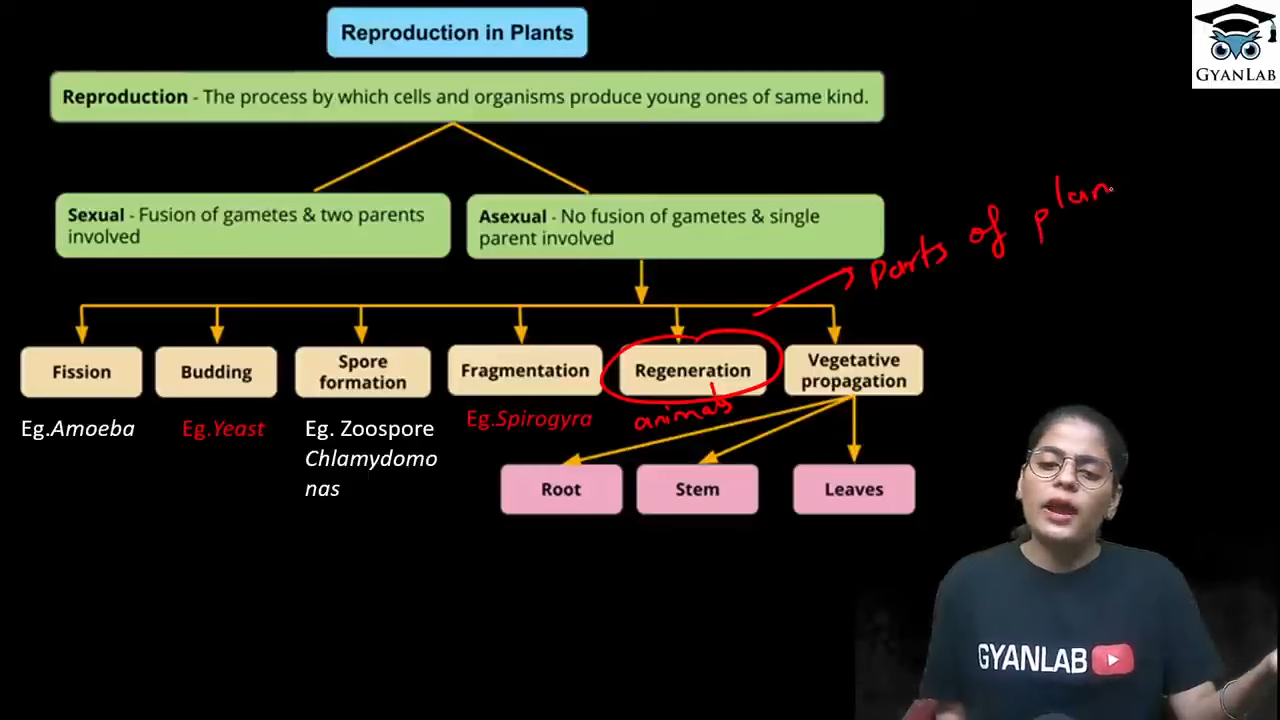 Reproduction in Plants
GYANLAB
Reproduction - The process by which cells and organisms produce young ones of same kind.
Sexual - Fusion of gametes & two parents
involved
Asexual - No fusion of gametes & single
parent involved
Parts of plan
Fission
Budding
Spore
formation
Fragmentation
Regeneration
Vegetative
propagation
Eg.Amoeba
Eg.Yeast
Eg. Zoospore
Chlamydomo
nas
Eg.Spirogyra
animals
Root
Stem
Leaves
GYANLAB